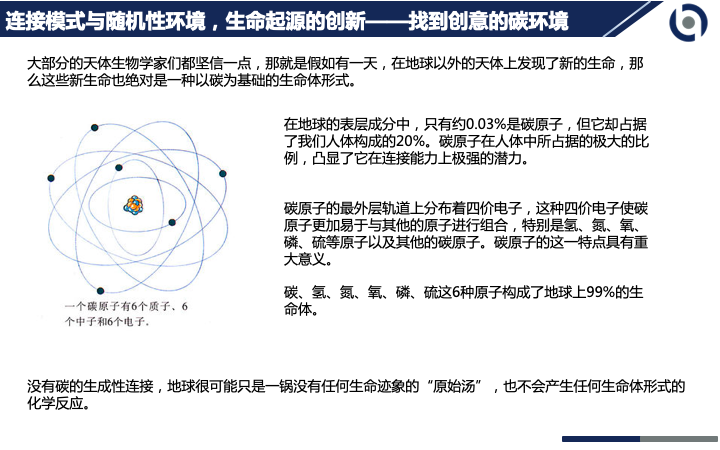 连接模式与随机性环境，生命起源的创新——找到创意的碳环境
大部分的天体生物学家们都坚信一点，那就是假如有一天，在地球以外的天体上发现了新的生命，那
么这些新生命也绝对是一种以碳为基础的生命体形式。
在地球的表层成分中，只有约0.03%是碳原子，但它却占据
了我们人体构成的20%。碳原子在人体中所占据的极大的比
例，凸显了它在连接能力上极强的潜力。
碳原子的最外层轨道上分布着四价电子，这种四价电子使碳
原子更加易于与其他的原子进行组合，特别是氢、氮、氧、
磷、硫等原子以及其他的碳原子。碳原子的这一特点具有重
大意义。
碳、氢、氮、氧、磷、硫这6种原子构成了地球上99%的生
命体。
一个碳原子有6个质子、6
个中子和6个电子.
没有碳的生成性连接，地球很可能只是一锅没有任何生命迹象的“原始汤”，也不会产生任何生命体形式的
化学反应。